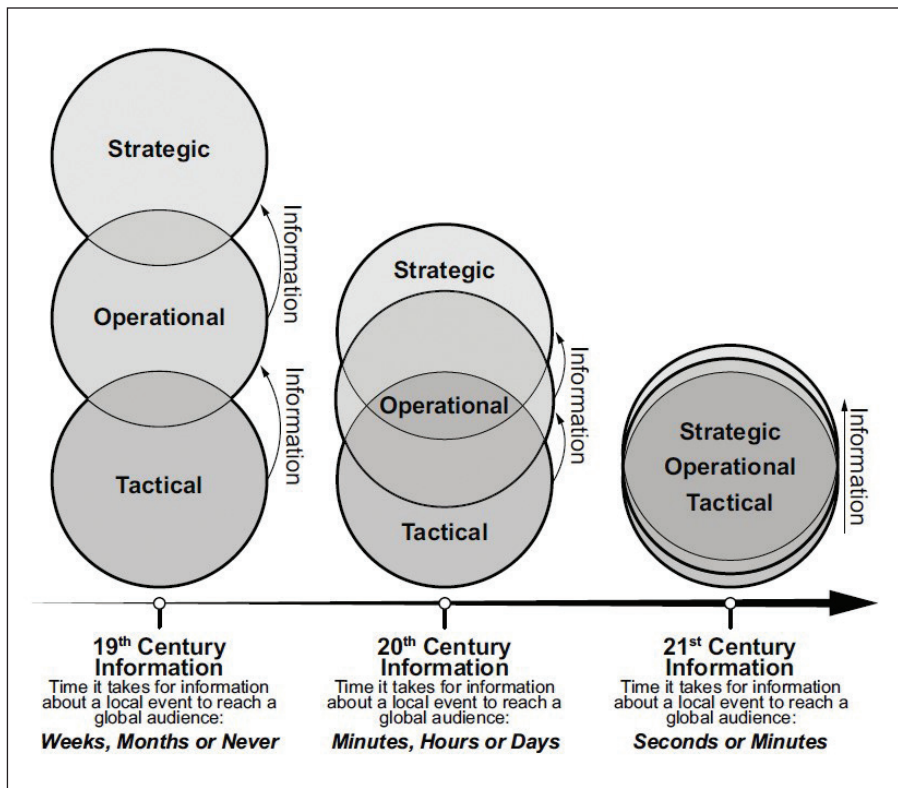 Strategic
Information
Operational
Information
Tactical
Strategic
Information
Operational
Tactical
Strategic
Operational
Tactical
Information
19th Century
Information
Time it takes for information
about a local event to reach a
global audience:
Weeks, Months or Never
20th Century
Information
Time it takes for information
about a local event to reach a
global audience:
Minutes, Hours or Days
21st Century
Information
Time it takes for information
about a local event to reach a
global audience:
Seconds or Minutes